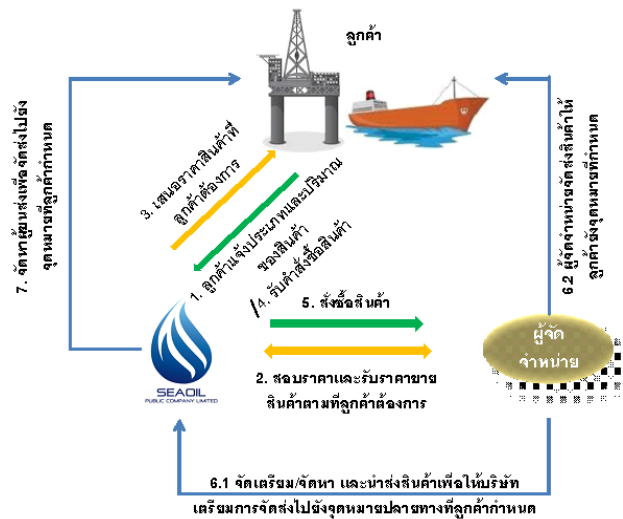 ลูกค้า
7. จัดหาผู้ขนส่งเพื่อจัดส่งไปยัง
จุดหมายที่ลูกค้ากำหนด
3. เสนอราคาสินค้าที่
ลูกค้าต้องการ
1. ลูกค้าแจ้งประเภทและปริมาณ
ของสินค้า
/4. รับคำสั่งซื้อสินค้า
6.2 ผู้จัดจำหน่ายจัดส่งสินค้าให้
ลูกค้ายังจุดหมายที่กำหนด
5. สั่งซื้อสินค้า
SEAOIL
PUBLIC COMPANY LIMITED
ผู้จัด
จำหน่าย
2. สอบราคาและรับราคาขาย
สินค้าตามที่ลูกค้าต้องการ
6.1 จัดเตรียม/จัดหา และนำส่งสินค้าเพื่อให้บริษัท
เตรียมการจัดส่งไปยังจุดหมายปลายทางที่ลูกค้ากำหนด